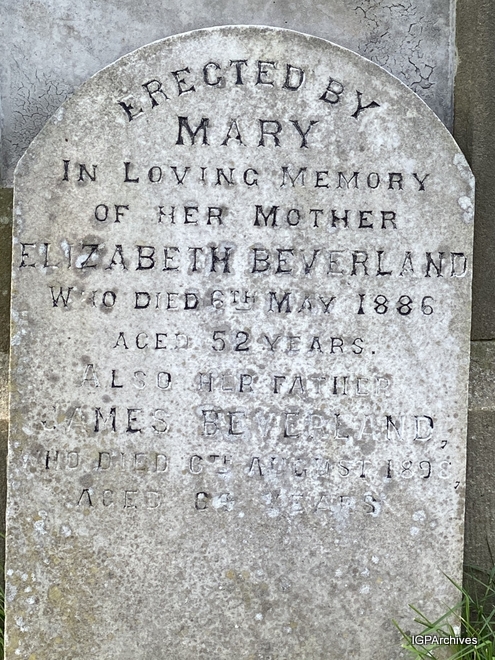 ERECTED BY
MARY
IN LOVING MEMORY
OF HER MOTHER
ELIZABETH BEVERLAND
WHO DIED 6TH MAY 1886
AGED 52 YEARS.
ALSO HER FATHER
JAMES BEVERLAND,
WHO DIED 6TH AUGUST
AGED YEARS
IGPArchives